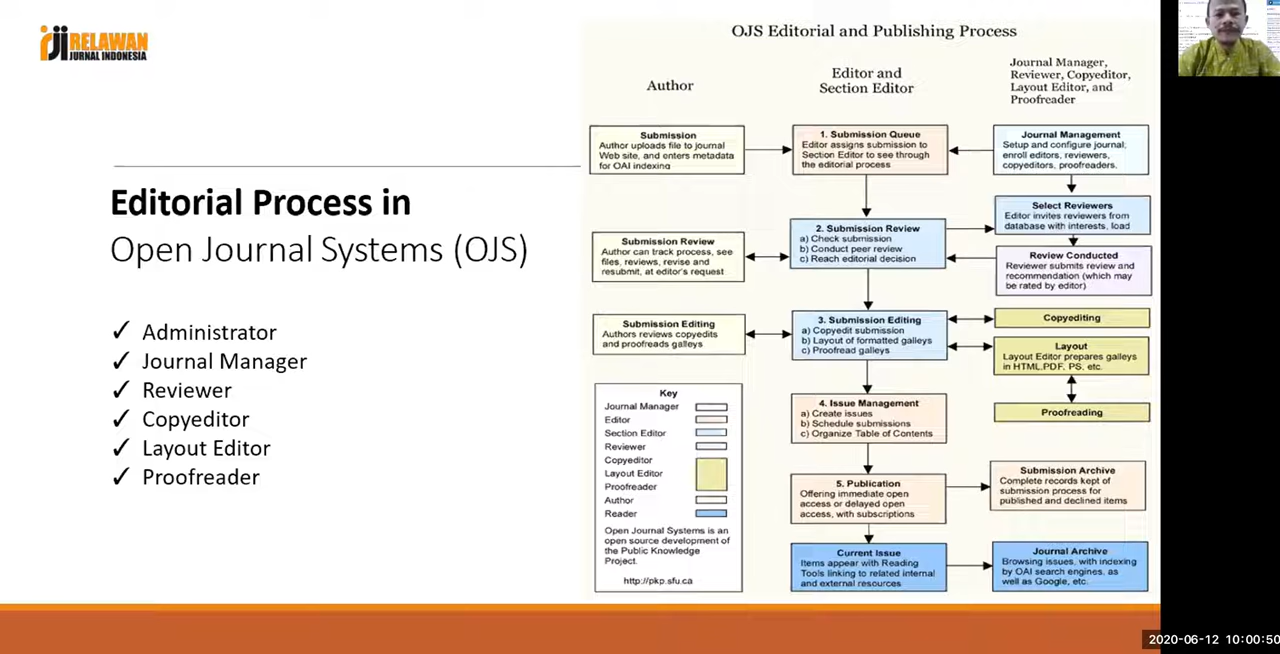 RELAWAN
JURNAL INDONESIA
Editorial Process in
Open Journal Systems (OJS)
✓ Administrator
✓ Journal Manager
✓ Reviewer
✓ Copyeditor
✓ Layout Editor
✓ Proofreader
OJS Editorial and Publishing Process
Author
Editor and
Section Editor
Journal Manager,
Reviewer, Copyeditor,
Layout Editor, and
Proofreader
Submission
Author uploads file to journal
Web site, and enters metadata
for OAI indexing
1. Submission Queue
Editor assigns submission to
Section Editor to see through
the editorial process
Journal Management
Setup and configure journal;
enroll editors, reviewers,
copyeditors, proofreaders.
Select Reviewers
Editor invites reviewers from
database with interests, load
Submission Review
Author can track process, see
files, reviews, revise and
resubmit, at editor's request
2. Submission Review
a) Check submission
b) Conduct peer review
c) Reach editorial decision
Review Conducted
Reviewer submits review and
recommendation (which may
be rated by editor)
Submission Editing
Authors reviews copyedits
and proofreads galleys
3. Submission Editing
a) Copyedit submission
b) Layout of formatted galleys
c) Proofread galleys
Copyediting
Layout
Layout Editor prepares galleys
in HTML,PDF, PS, etc.
Proofreading
Key
Journal Manager
Editor
Section Editor
Reviewer
Copyeditor
Layout Editor
Proofreader
Author
Reader
Open Journal Systems is an
open source development of
the Public Knowledge
Project.
http://pkp.sfu.ca
4. Issue Management
a) Create issues
b) Schedule submissions
c) Organize Table of Contents
5. Publication
Offering immediate open
access or delayed open
access, with subscriptions
Submission Archive
Complete records kept of
submission process for
published and declined items
Current Issue
Items appear with Reading
Tools linking to related internal
and external resources
Journal Archive
Browsing issues, with indexing
by OAI search engines, as
well as Google, etc.
2020-06-12 10:00:50